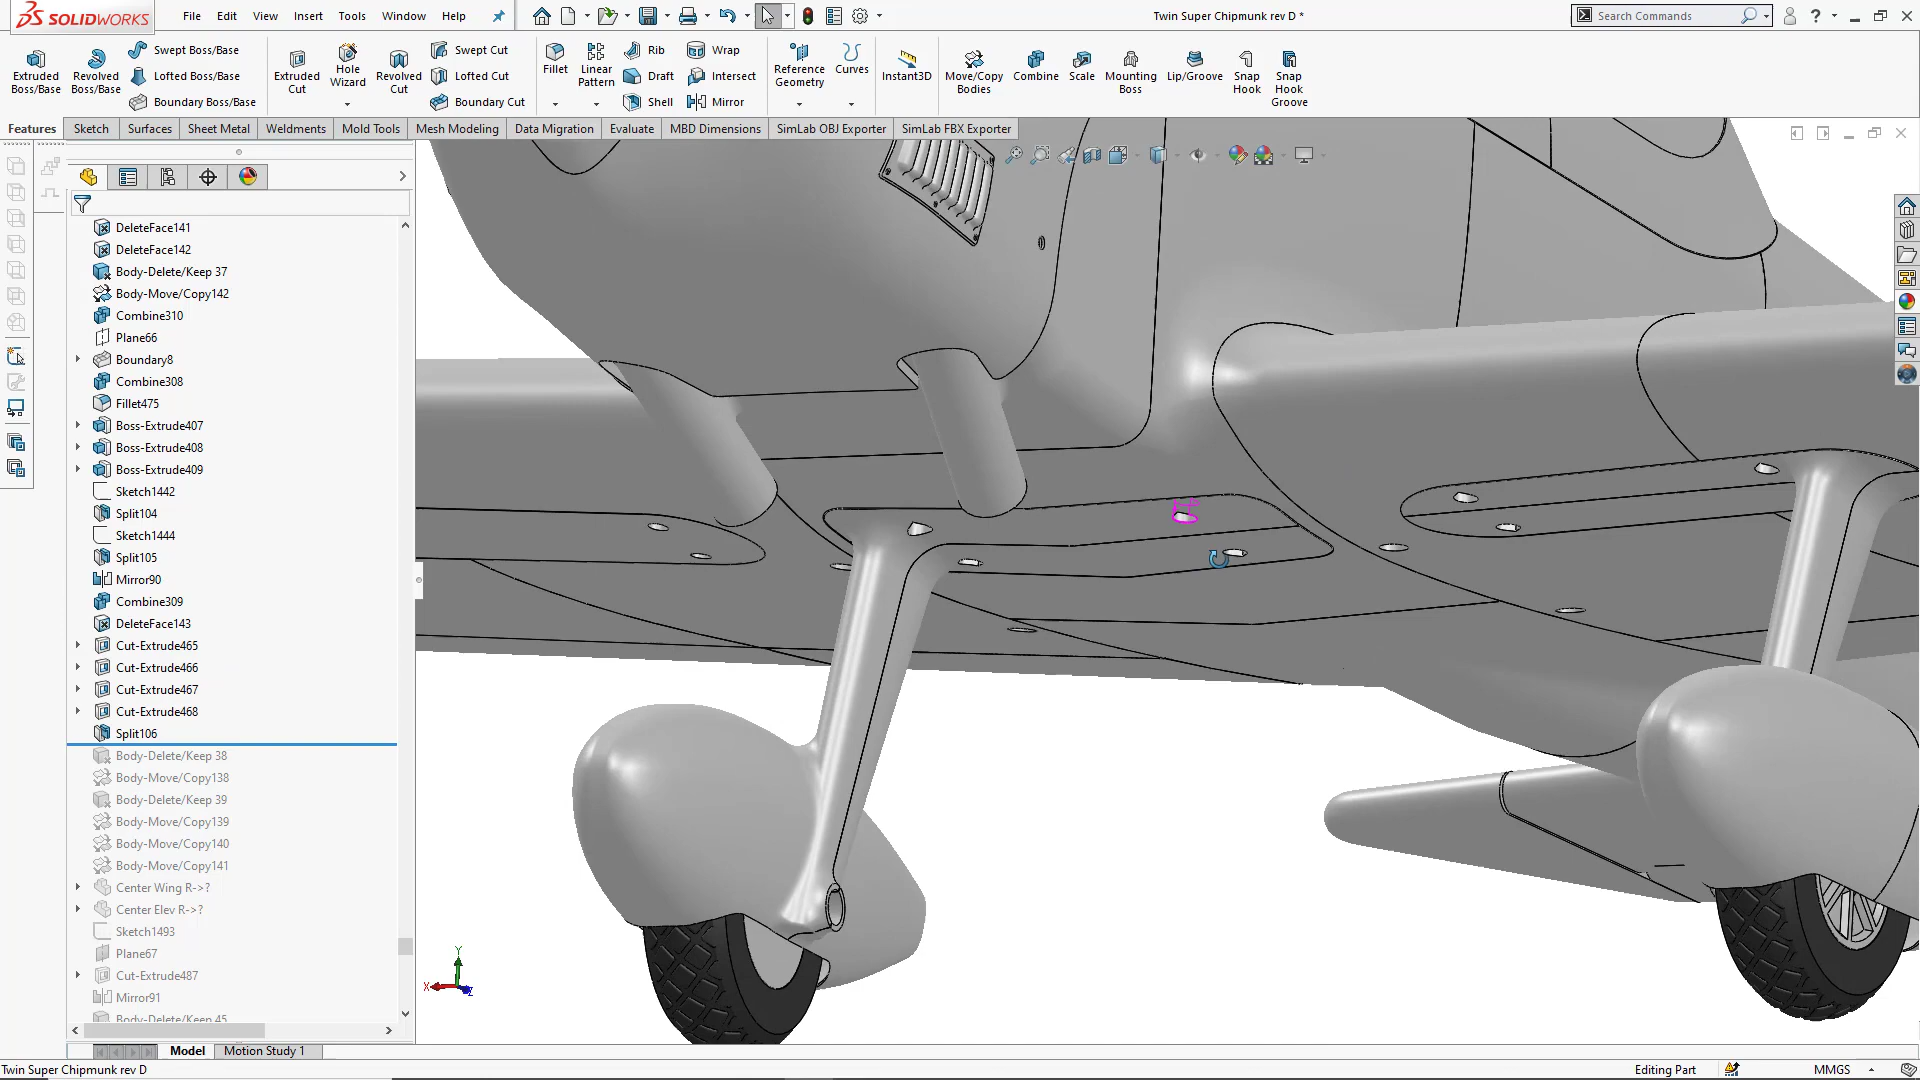 SOLIDWORKS
File Edit View Insert Tools Window Help
Twin Super Chipmunk rev D *
Search Commands
?
Extruded Boss/Base
Revolved Boss/Base
Swept Boss/Base
Lofted Boss/Base
Boundary Boss/Base
Extruded Cut
Hole Wizard
Revolved Cut
Swept Cut
Lofted Cut
Boundary Cut
Fillet
Linear Pattern
Rib
Draft
Shell
Wrap
Intersect
Mirror
Reference Geometry
Curves
Instant3D
Move/Copy Bodies
Combine
Scale
Mounting Boss
Lip/Groove
Snap Hook
Snap Hook Groove
Features Sketch Surfaces Sheet Metal Weldments Mold Tools Mesh Modeling Data Migration Evaluate MBD Dimensions SimLab OBJ Exporter SimLab FBX Exporter
DeleteFace141
DeleteFace142
Body-Delete/Keep 37
Body-Move/Copy142
Combine310
Plane66
Boundary8
Combine308
Fillet475
Boss-Extrude407
Boss-Extrude408
Boss-Extrude409
Sketch1442
Split104
Sketch1444
Split105
Mirror90
Combine309
DeleteFace143
Cut-Extrude465
Cut-Extrude466
Cut-Extrude467
Cut-Extrude468
Split106
Body-Delete/Keep 38
Body-Move/Copy138
Body-Delete/Keep 39
Body-Move/Copy139
Body-Move/Copy140
Body-Move/Copy141
Center Wing R->?
Center Elev R->?
Sketch1493
Plane67
Cut-Extrude487
Mirror91
Body-Delete/Keep 45
Y
X
Z
Model Motion Study 1
Twin Super Chipmunk rev D
Editing Part
MMGS